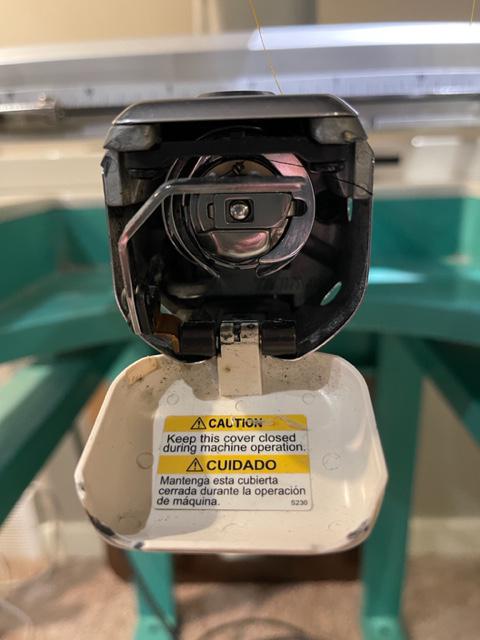 CAUTION
Keep this cover closed
during machine operation.
CUIDADO
Mantenga esta cubierta
cerrada durante la operación
de máquina.
5236